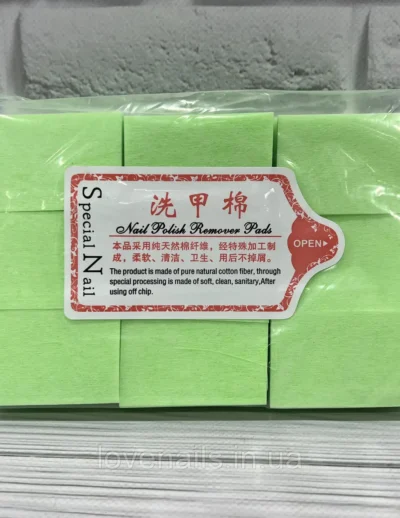 Special Nail
洗甲棉
Nail Polish Remover Pads
本品采用纯天然棉纤维，经特殊加工制
成，柔软、清洁、卫生、用后不掉屑。
The product is made of pure natural cotton fiber, through
special processing is made of soft, clean, sanitary,After
using off chip.
OPEN
lovenails.in.ua